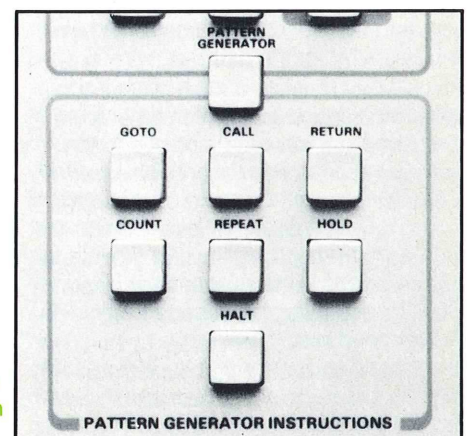 PATTERN
GENERATOR
GOTO CALL RETURN
COUNT REPEAT HOLD
HALT
PATTERN GENERATOR INSTRUCTIONS